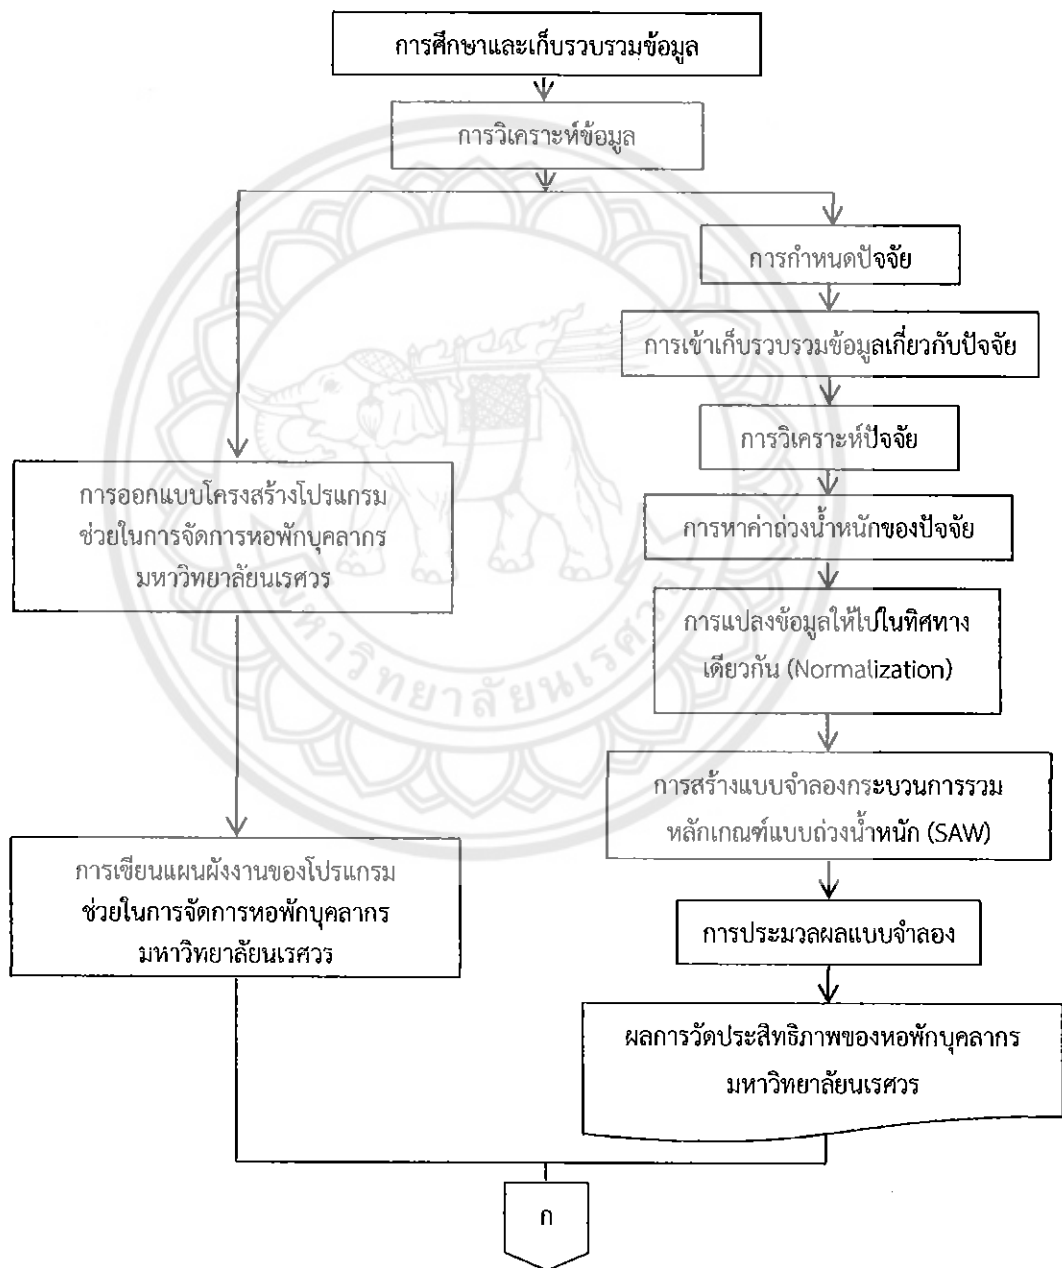 การศึกษาและเก็บรวบรวมข้อมูล
การวิเคราะห์ข้อมูล
การกำหนดปัจจัย
การเข้าเก็บรวบรวมข้อมูลเกี่ยวกับปัจจัย
การวิเคราะห์ปัจจัย
การหาค่าถ่วงน้ำหนักของปัจจัย
การแปลงข้อมูลให้ไปในทิศทาง
เดียวกัน (Normalization)
การสร้างแบบจำลองกระบวนการรวม
หลักเกณฑ์แบบถ่วงน้ำหนัก (SAW)
การประมวลผลแบบจำลอง
ผลการวัดประสิทธิภาพของหอพักบุคลากร
มหาวิทยาลัยนเรศวร
การออกแบบโครงสร้างโปรแกรม
ช่วยในการจัดการหอพักบุคลากร
มหาวิทยาลัยนเรศวร
การเขียนแผนผังงานของโปรแกรม
ช่วยในการจัดการหอพักบุคลากร
มหาวิทยาลัยนเรศวร
ก
มหาวิทยาลัยนเรศวร